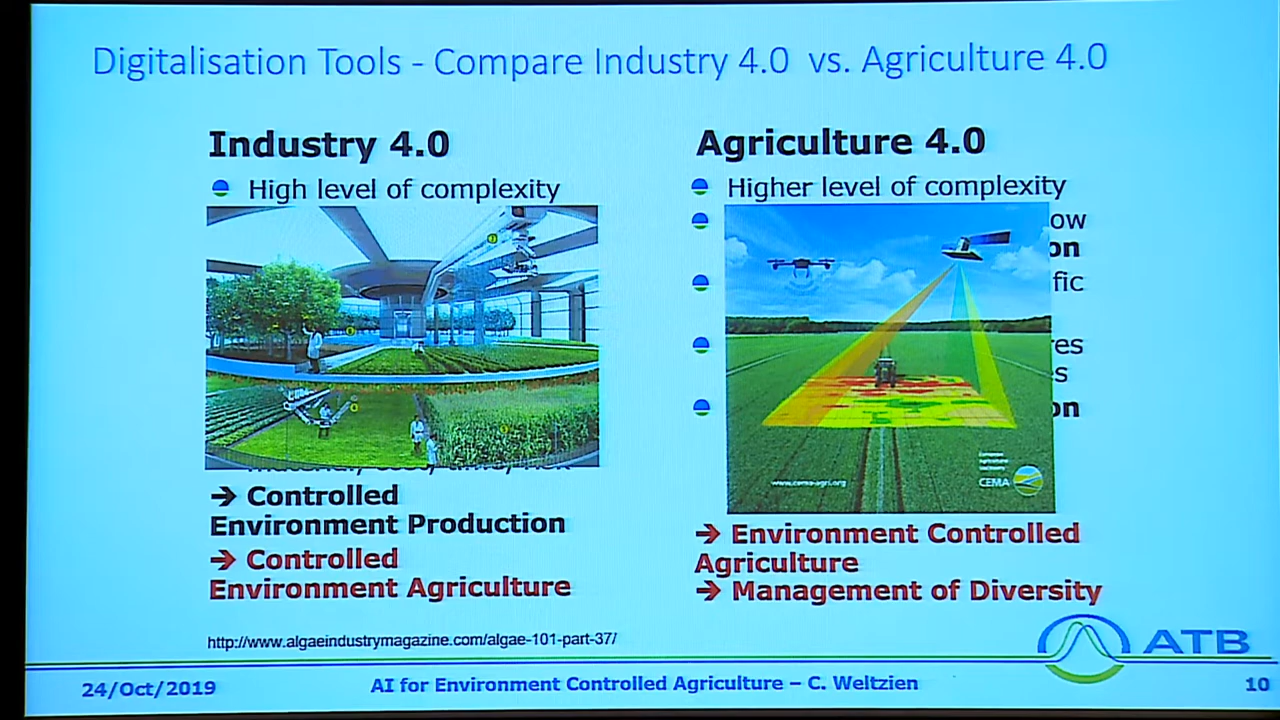 Digitalisation Tools - Compare Industry 4.0 vs. Agriculture 4.0
Industry 4.0
High level of complexity
→ Controlled
Environment Production
→ Controlled
Environment Agriculture
http://www.algaeindustrymagazine.com/algae-101-part-37/
Agriculture 4.0
Higher level of complexity
ow
on
fic
res
s
on
www.cema-agri.org
CEMA
→ Environment Controlled
Agriculture
→ Management of Diversity
ATB
24/Oct/2019
AI for Environment Controlled Agriculture – C. Weltzien
10